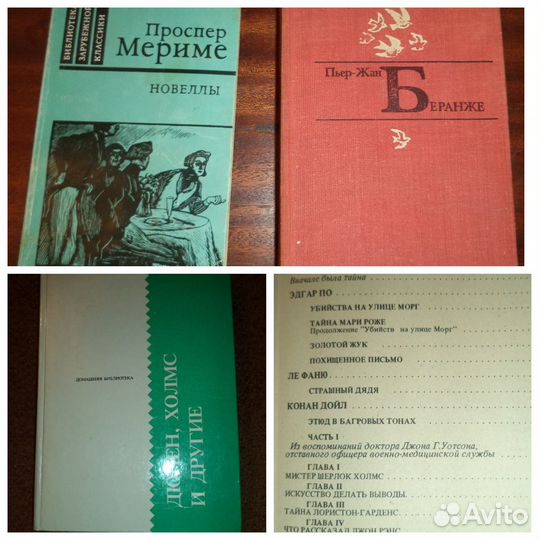 БИБЛИОТЕКА
ЗАРУБЕЖНОЙ
КЛАССИКИ
Проспер
Мериме
НОВЕЛЛЫ
Пьер-Жан
БЕРАНЖЕ
ДОМАШНЯЯ БИБЛИОТЕКА
ДЮПЕН, ХОЛМС
И ДРУГИЕ
Вначале была тайна
ЭДГАР ПО
УБИЙСТВА НА УЛИЦЕ МОРГ
ТАЙНА МАРИ РОЖЕ
Продолжение "Убийств на улице Морг"
ЗОЛОТОЙ ЖУК
ПОХИЩЕННОЕ ПИСЬМО
ЛЕ ФАНЮ
СТРАШНЫЙ ДЯДЯ
КОНАН ДОЙЛ
ЭТЮД В БАГРОВЫХ ТОНАХ
ЧАСТЬ I
Из воспоминаний доктора Джона Г. Уотсона,
отставного офицера военно-медицинской службы
ГЛАВА I
МИСТЕР ШЕРЛОК ХОЛМС
ГЛАВА II
ИСКУССТВО ДЕЛАТЬ ВЫВОДЫ.
ГЛАВА III
ТАЙНА ЛОРИСТОН-ГАРДЕНС.
ГЛАВА IV
ЧТО РАССКАЗАЛ ДЖОН РЭНС
Avito